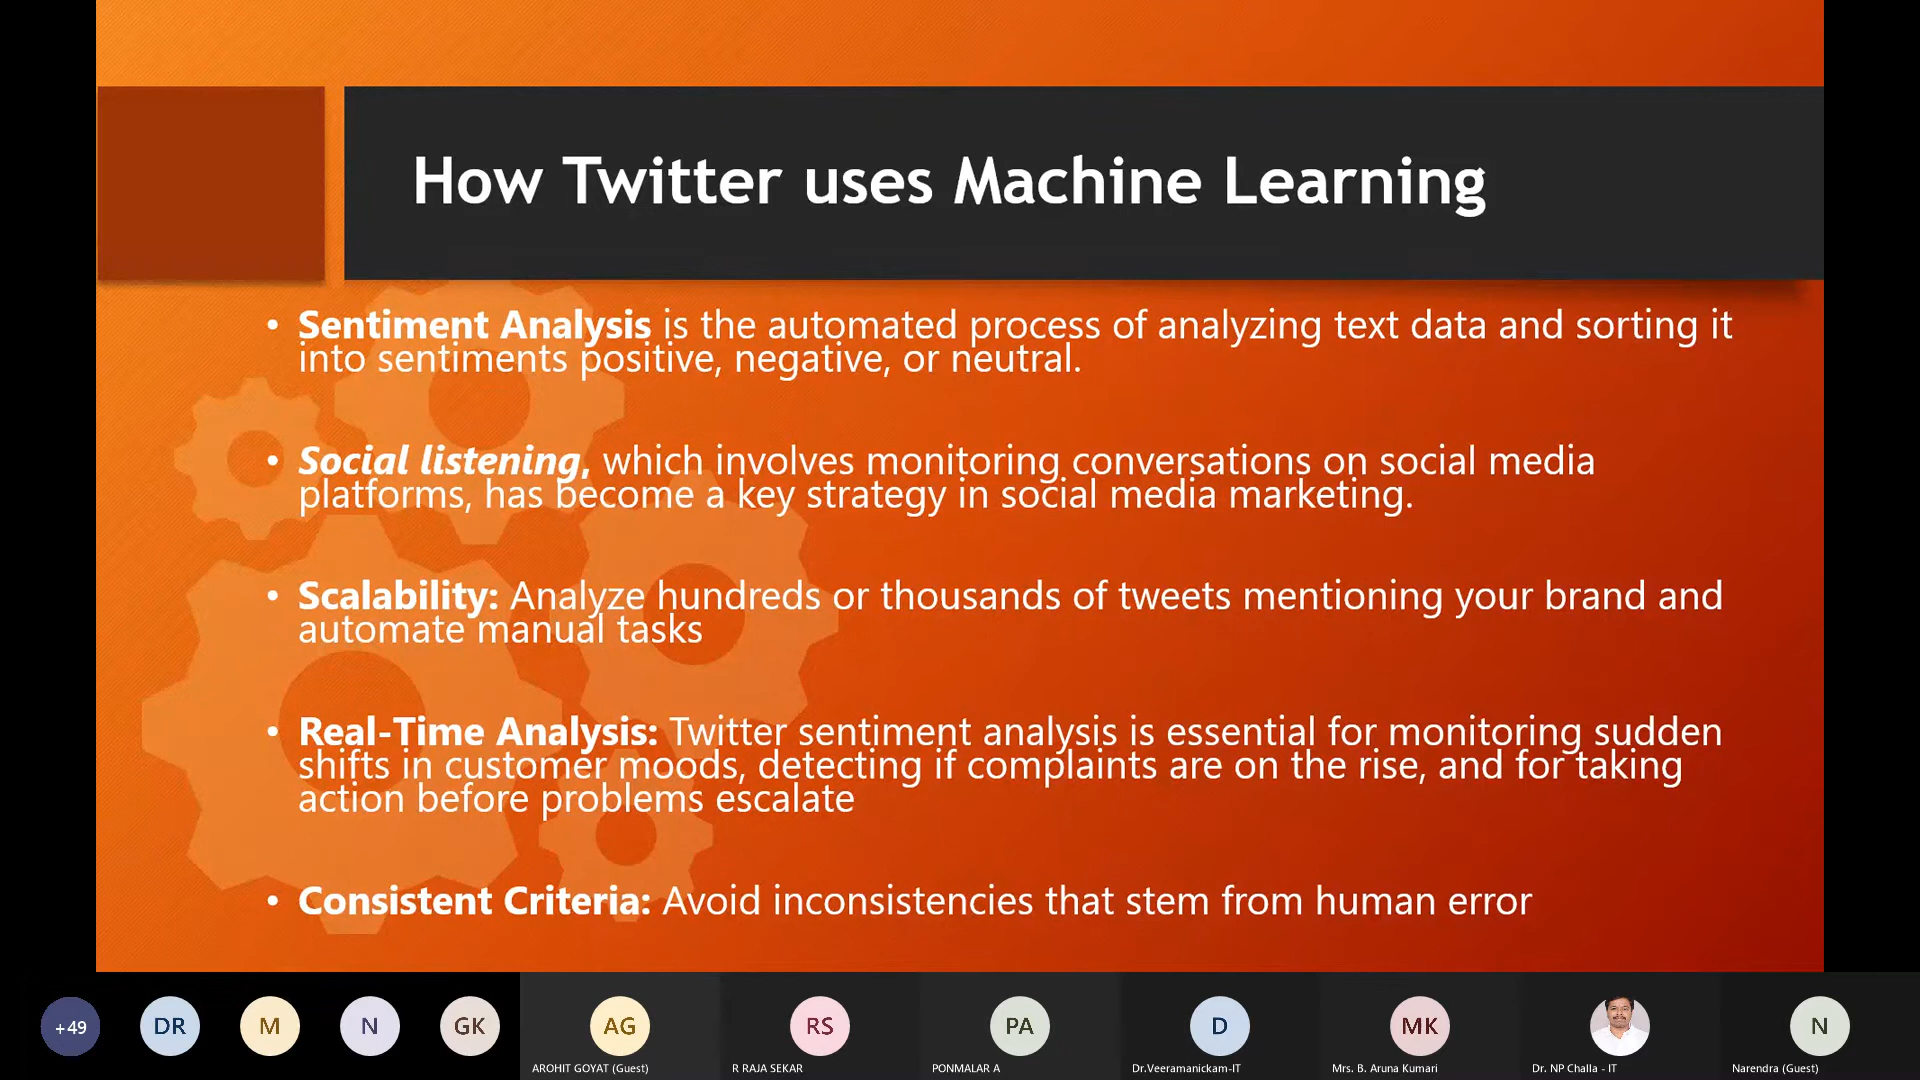 How Twitter uses Machine Learning
• Sentiment Analysis is the automated process of analyzing text data and sorting it
into sentiments positive, negative, or neutral.
• Social listening, which involves monitoring conversations on social media
platforms, has become a key strategy in social media marketing.
• Scalability: Analyze hundreds or thousands of tweets mentioning your brand and
automate manual tasks
• Real-Time Analysis: Twitter sentiment analysis is essential for monitoring sudden
shifts in customer moods, detecting if complaints are on the rise, and for taking
action before problems escalate
• Consistent Criteria: Avoid inconsistencies that stem from human error
+49 DR M N GK AG RS PA D MK N
AROHIT GOYAT (Guest) R RAJA SEKAR PONMALAR A Dr.Veeramanickam-IT Mrs. B. Aruna Kumari Dr. NP Challa - IT Narendra (Guest)